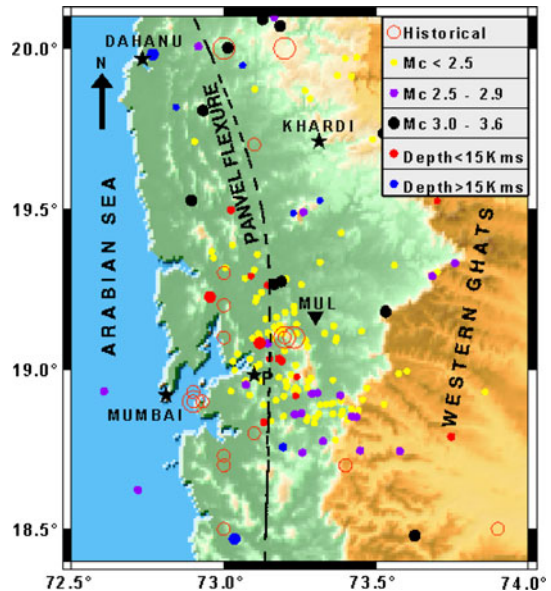 20.0°
19.5°
19.0°
18.5°
72.5°
73.0°
73.5°
74.0°
DAHANU
N
PANVEL FLEXURE
KHARDI
Historical
Mc < 2.5
Mc 2.5 - 2.9
Mc 3.0 - 3.6
Depth<15Kms
Depth>15Kms
ARABIAN SEA
WESTERN GHATS
MUL
P
MUMBAI